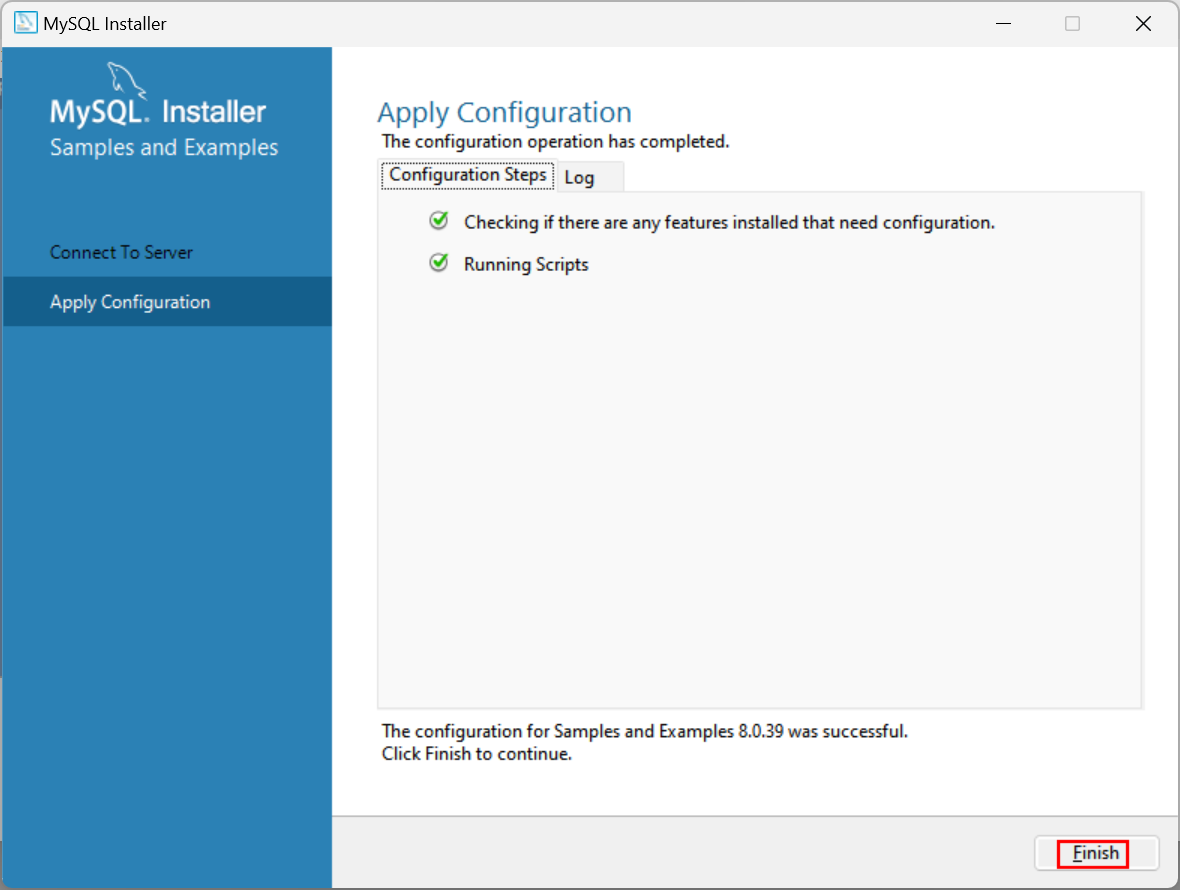 MySQL Installer
MySQL. Installer
Samples and Examples
Connect To Server
Apply Configuration
Apply Configuration
The configuration operation has completed.
Configuration Steps
Log
Checking if there are any features installed that need configuration.
Running Scripts
The configuration for Samples and Examples 8.0.39 was successful.
Click Finish to continue.
Finish